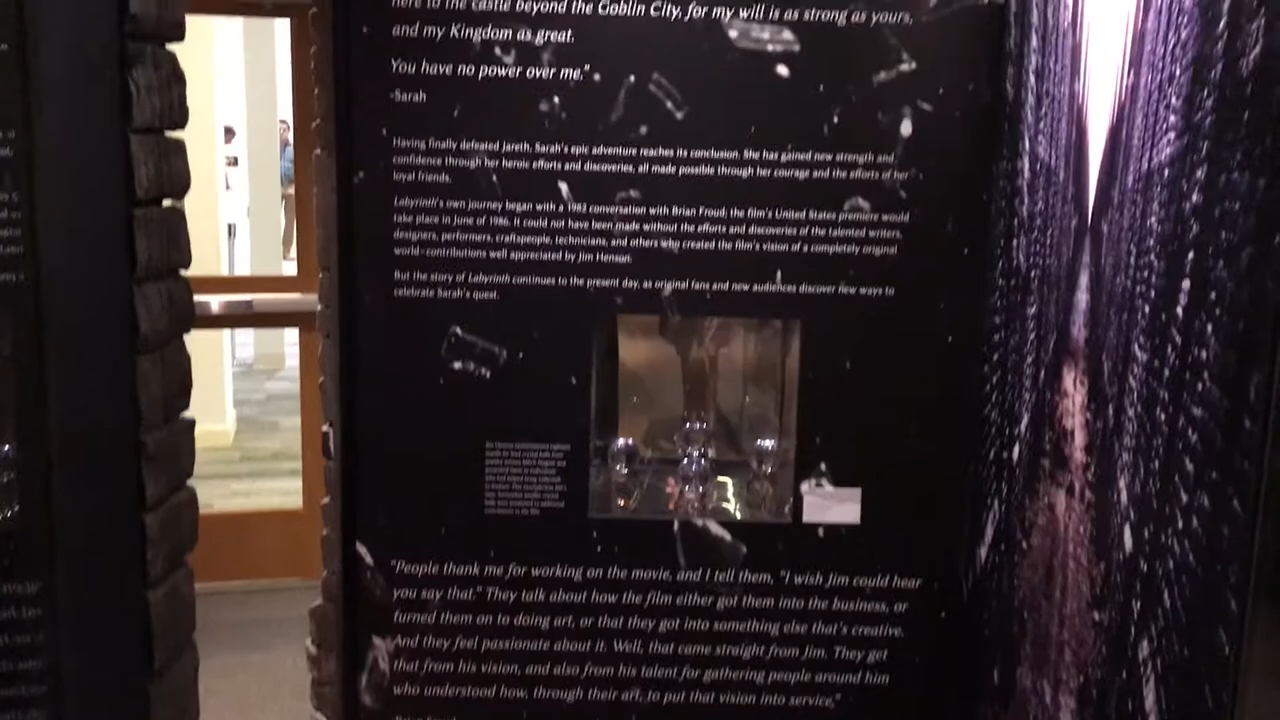 here to the castle beyond the Goblin City, for my will is as strong as yours,
and my Kingdom as great.
You have no power over me."
-Sarah
Having finally defeated Jareth, Sarah's epic adventure reaches its conclusion. She has gained new strength and
confidence through her heroic efforts and discoveries, all made possible through her courage and the efforts of her
loyal friends.
Labyrinth's own journey began with a 1982 conversation with Brian Froud; the film's United States premiere would
take place in June of 1986. It could not have been made without the efforts and discoveries of the talented writers,
designers, performers, craftspeople, technicians, and others who created the film's vision of a completely original
world-contributions well appreciated by Jim Henson.
But the story of Labyrinth continues to the present day, as original fans and new audiences discover new ways to
celebrate Sarah's quest.
"People thank me for working on the movie, and I tell them, "I wish Jim could hear
you say that." They talk about how the film either got them into the business, or
turned them on to doing art, or that they got into something else that's creative.
And they feel passionate about it. Well, that came straight from Jim. They get
that from his vision, and also from his talent for gathering people around him
who understood how, through their art, to put that vision into service."